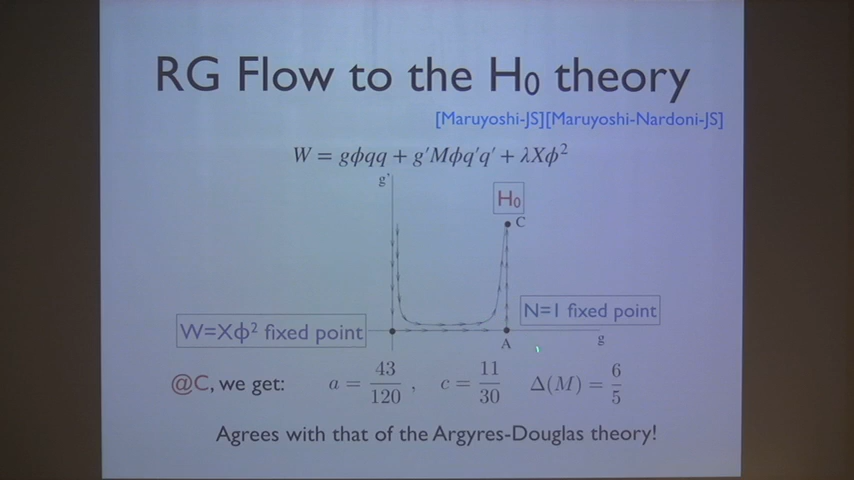 RG Flow to the H₀ theory
[Maruyoshi-JS][Maruyoshi-Nardoni-JS]
W = gϕqq + g′Mϕq′q′ + λXϕ²
g'
H₀
C
N=1 fixed point
W=Xϕ² fixed point
A
g
@C, we get: a = 43/120 , c = 11/30 Δ(M) = 6/5
Agrees with that of the Argyres-Douglas theory!